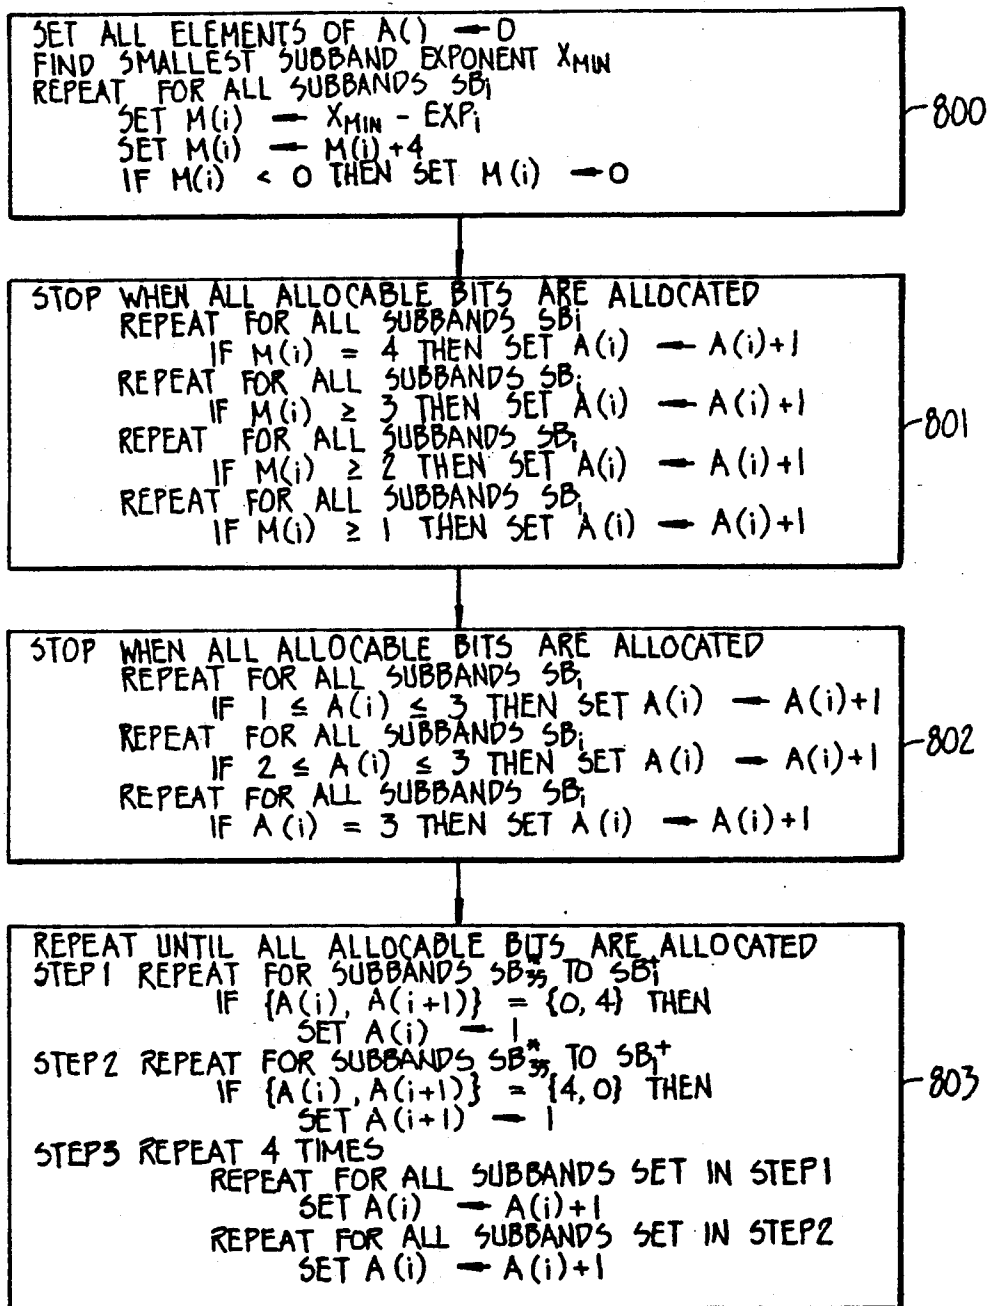 SET ALL ELEMENTS OF A() ← 0
FIND SMALLEST SUBBAND EXPONENT XMIN
REPEAT FOR ALL SUBBANDS SBi
SET M(i) ← XMIN - EXPi
SET M(i) ← M(i)+4
IF M(i) < 0 THEN SET M(i) ← 0
800
STOP WHEN ALL ALLOCABLE BITS ARE ALLOCATED
REPEAT FOR ALL SUBBANDS SBi
IF M(i) = 4 THEN SET A(i) ← A(i)+1
REPEAT FOR ALL SUBBANDS SBi
IF M(i) ≥ 3 THEN SET A(i) ← A(i)+1
REPEAT FOR ALL SUBBANDS SBi
IF M(i) ≥ 2 THEN SET A(i) ← A(i)+1
REPEAT FOR ALL SUBBANDS SBi
IF M(i) ≥ 1 THEN SET A(i) ← A(i)+1
801
STOP WHEN ALL ALLOCABLE BITS ARE ALLOCATED
REPEAT FOR ALL SUBBANDS SBi
IF 1 ≤ A(i) ≤ 3 THEN SET A(i) ← A(i)+1
REPEAT FOR ALL SUBBANDS SBi
IF 2 ≤ A(i) ≤ 3 THEN SET A(i) ← A(i)+1
REPEAT FOR ALL SUBBANDS SBi
IF A(i) = 3 THEN SET A(i) ← A(i)+1
802
REPEAT UNTIL ALL ALLOCABLE BITS ARE ALLOCATED
STEP1 REPEAT FOR SUBBANDS SB*35 TO SB+1
IF {A(i), A(i+1)} = {0,4} THEN
SET A(i) ← 1
STEP2 REPEAT FOR SUBBANDS SB*35 TO SB1+
IF {A(i), A(i+1)} = {4,0} THEN
SET A(i+1) ← 1
STEP3 REPEAT 4 TIMES
REPEAT FOR ALL SUBBANDS SET IN STEP1
SET A(i) ← A(i)+1
REPEAT FOR ALL SUBBANDS SET IN STEP2
SET A(i) ← A(i)+1
803